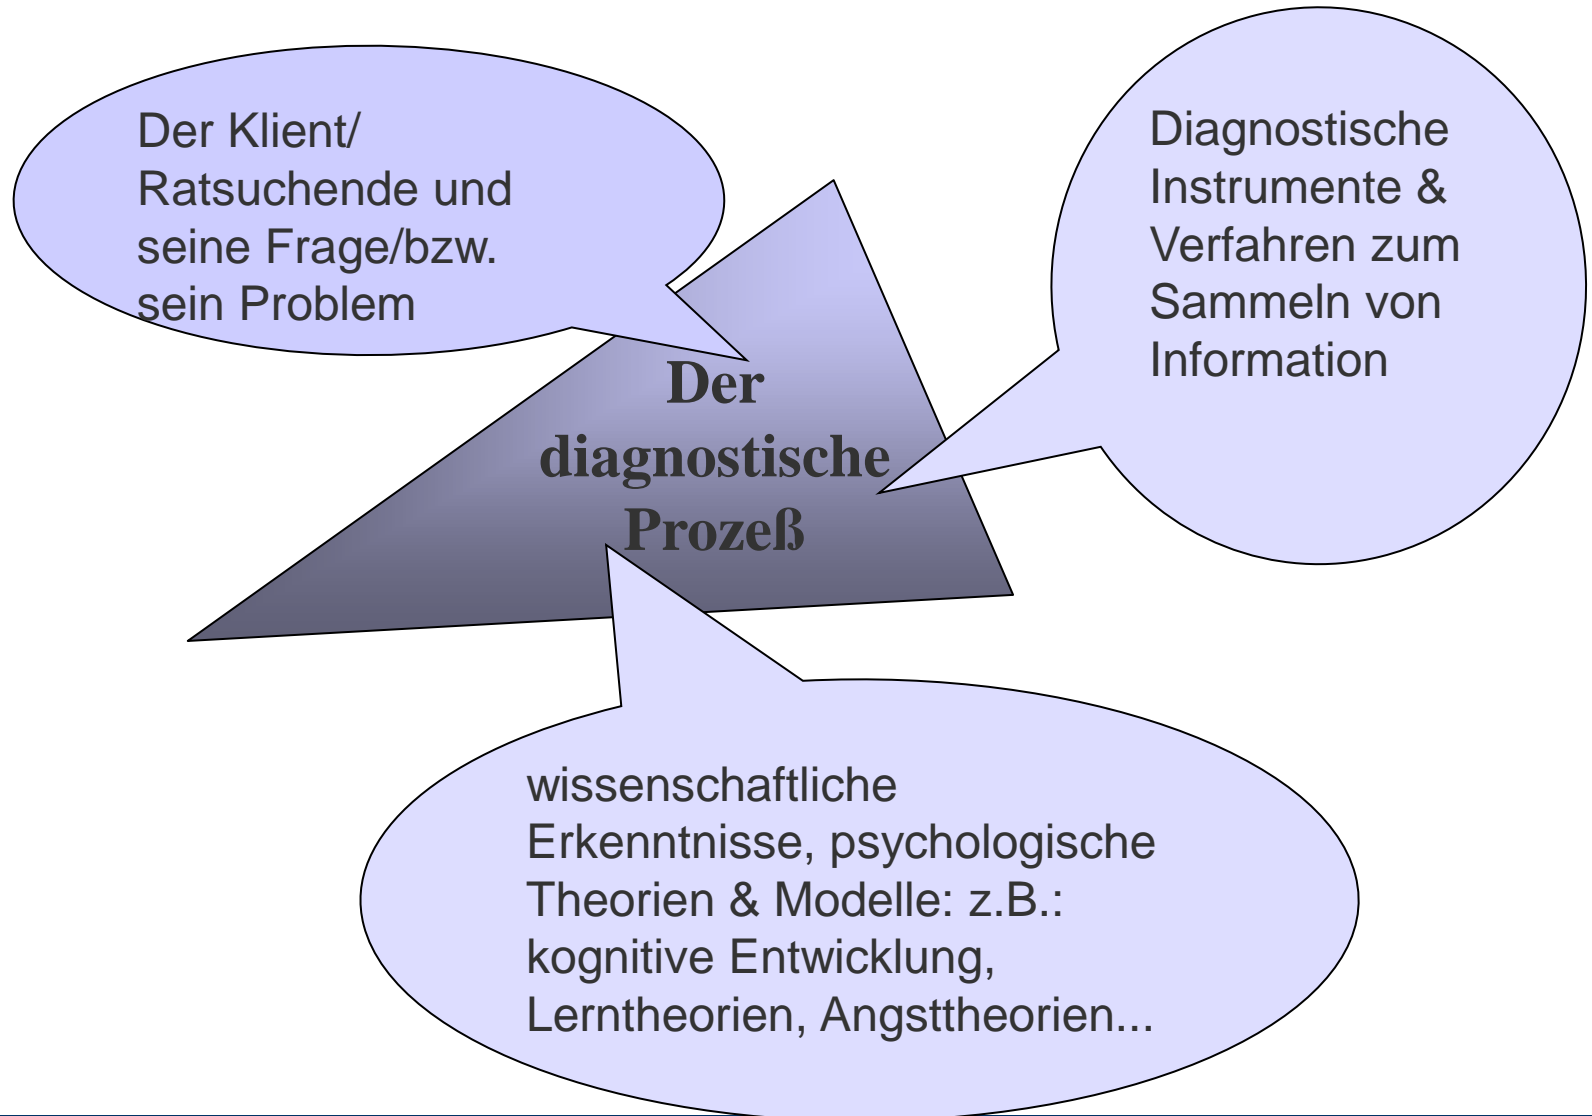 Der Klient/
Ratsuchende und
seine Frage/bzw.
sein Problem
Diagnostische
Instrumente &
Verfahren zum
Sammeln von
Information
Der
diagnostische
Prozeß
wissenschaftliche
Erkenntnisse, psychologische
Theorien & Modelle: z.B.:
kognitive Entwicklung,
Lerntheorien, Angsttheorien...